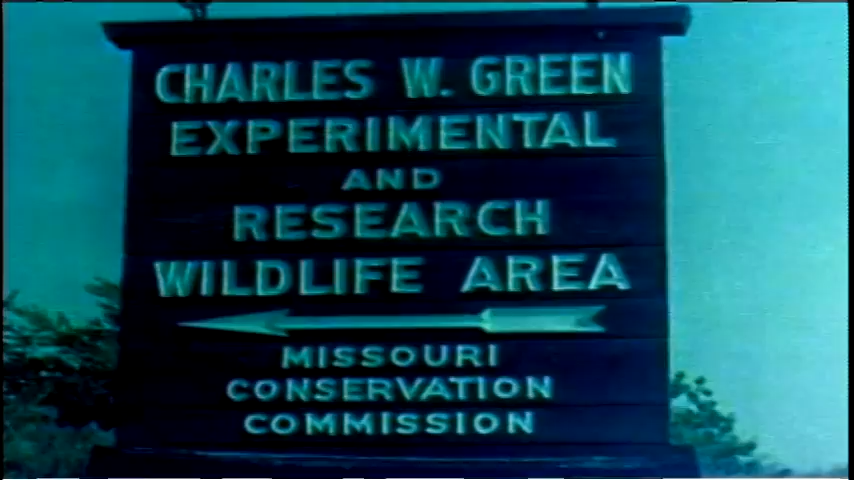 CHARLES W. GREEN
EXPERIMENTAL
AND
RESEARCH
WILDLIFE AREA
MISSOURI
CONSERVATION
COMMISSION